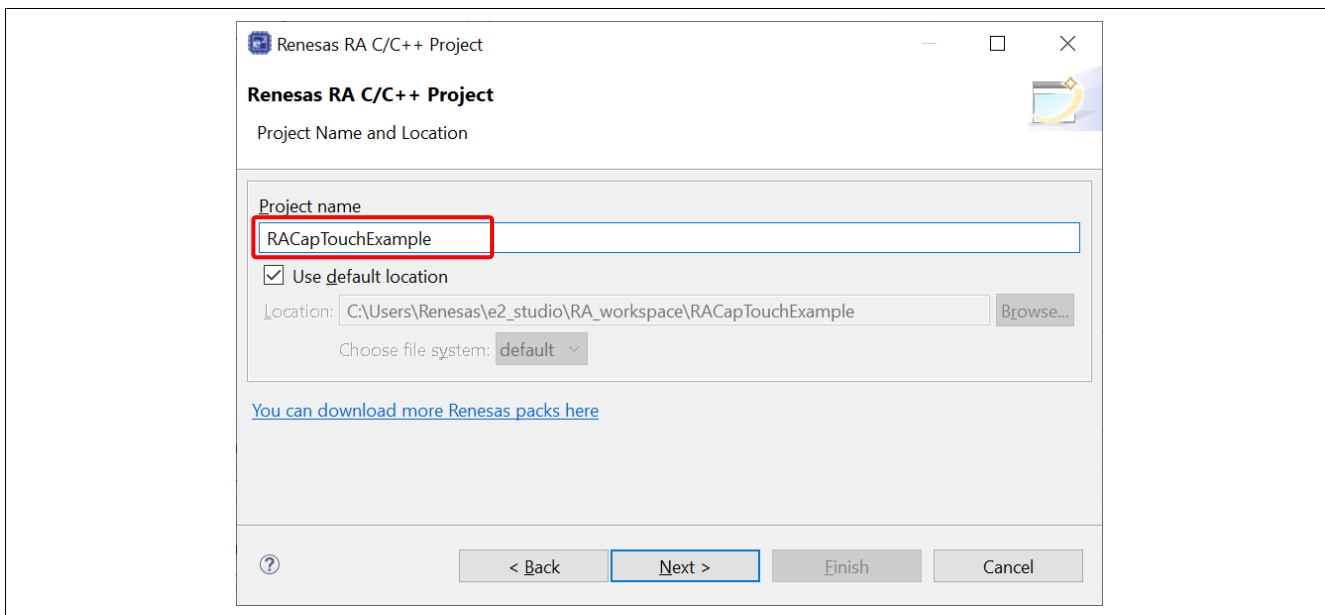 Renesas RA C/C++ Project
Renesas RA C/C++ Project
Project Name and Location
Project name
RACapTouchExample
Use default location
Location: C:\Users\Renesas\e2_studio\RA_workspace\RACapTouchExample Browse...
Choose file system: default
You can download more Renesas packs here
? < Back Next > Finish Cancel